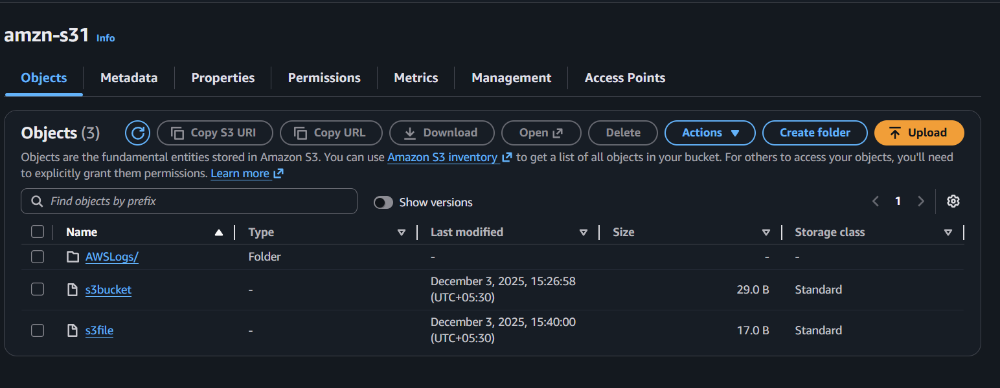 amzn-s31 Info
Objects Metadata Properties Permissions Metrics Management Access Points
Objects (3) Copy S3 URI Copy URL Download Open Delete Actions Create folder Upload
Objects are the fundamental entities stored in Amazon S3. You can use Amazon S3 inventory to get a list of all objects in your bucket. For others to access your objects, you'll need
to explicitly grant them permissions. Learn more
Find objects by prefix Show versions 1
Name Type Last modified Size Storage class
AWSLogs/ Folder - - -
s3bucket - December 3, 2025, 15:26:58 (UTC+05:30) 29.0 B Standard
s3file - December 3, 2025, 15:40:00 (UTC+05:30) 17.0 B Standard